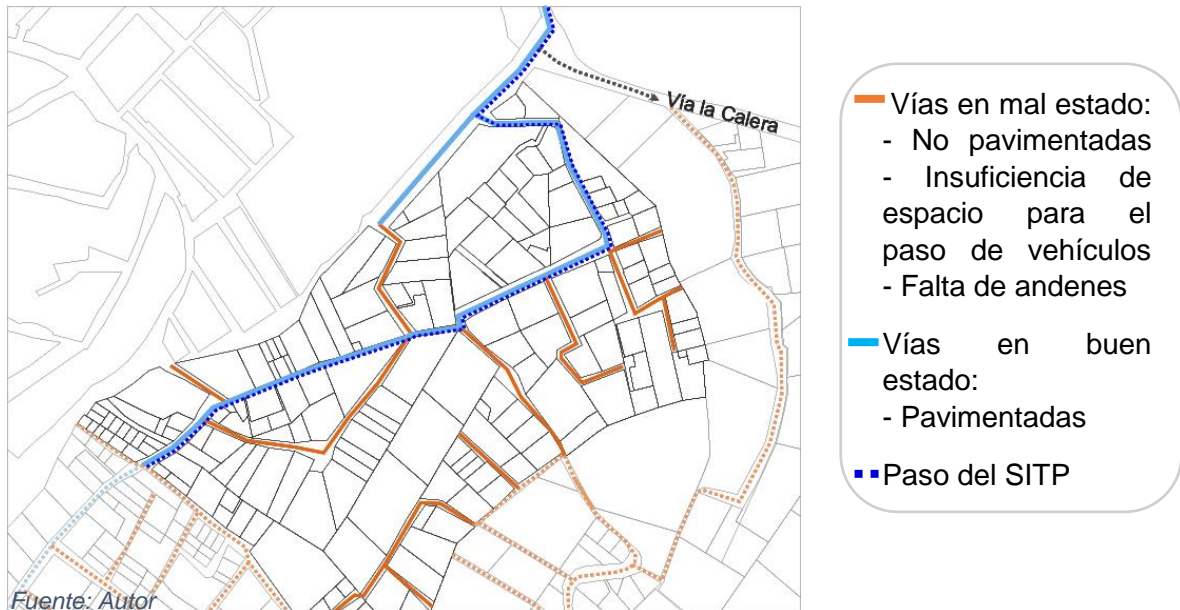 Vía la Calera
Vías en mal estado:
- No pavimentadas
- Insuficiencia de
espacio para el
paso de vehículos
- Falta de andenes
Vías en buen
estado:
- Pavimentadas
Paso del SITP
Fuente: Autor